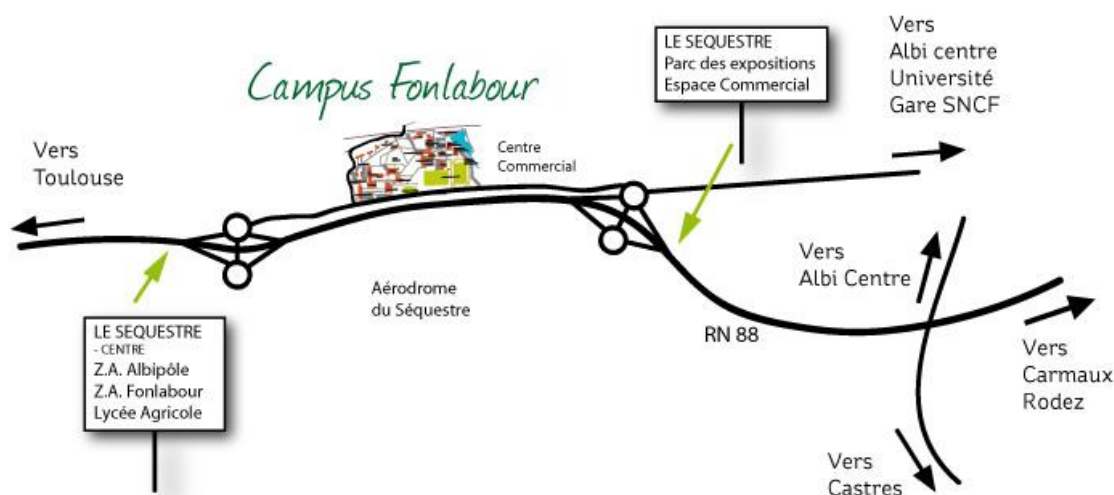 Campus Fonlabour
LE SEQUESTRE
Parc des expositions
Espace Commercial
Vers
Albi centre
Université
Gare SNCF
Vers
Toulouse
Centre
Commercial
Aérodrome
du Séquestre
Vers
Albi Centre
RN 88
LE SEQUESTRE
- CENTRE
Z.A. Albipôle
Z.A. Fonlabour
Lycée Agricole
Vers
Carmaux
Rodez
Vers
Castres